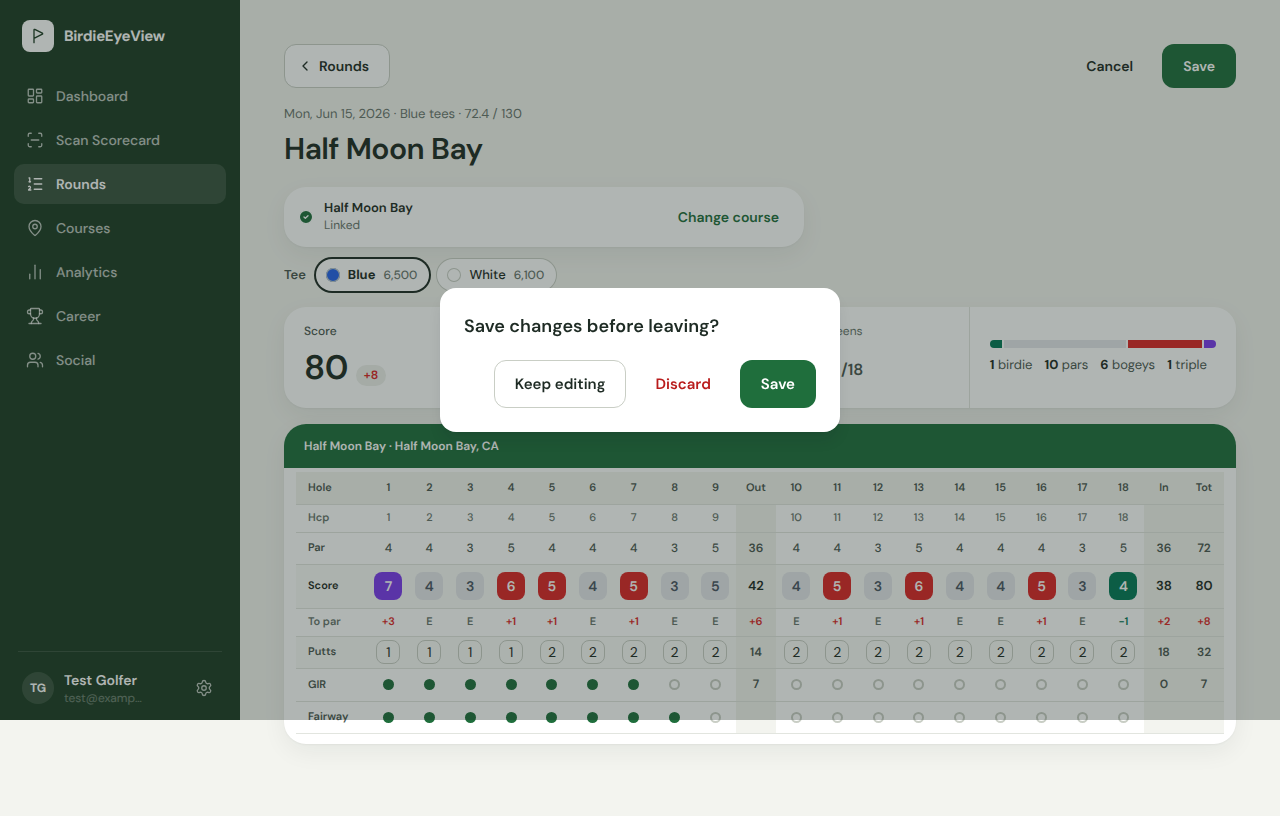 BirdieEyeView
Dashboard
Scan Scorecard
Rounds
Courses
Analytics
Career
Social
TG
Test Golfer
test@examp...
Rounds
Cancel
Save
Mon, Jun 15, 2026 · Blue tees · 72.4 / 130
Half Moon Bay
Half Moon Bay
Linked
Change course
Tee Blue 6,500 White 6,100
Score
80 +8
/18
1 birdie 10 pars 6 bogeys 1 triple
Save changes before leaving?
Keep editing Discard Save
Half Moon Bay · Half Moon Bay, CA
Hole 1 2 3 4 5 6 7 8 9 Out 10 11 12 13 14 15 16 17 18 In Tot
Hcp 1 2 3 4 5 6 7 8 9 10 11 12 13 14 15 16 17 18
Par 4 4 3 5 4 4 4 3 5 36 4 4 3 5 4 4 4 3 5 36 72
Score 7 4 3 6 5 4 5 3 5 42 4 5 3 6 4 4 5 3 4 38 80
To par +3 E E +1 +1 E +1 E E +6 E +1 E +1 E E +1 E −1 +2 +8
Putts 1 1 1 1 2 2 2 2 2 14 2 2 2 2 2 2 2 2 2 18 32
GIR 7 0 7
Fairway